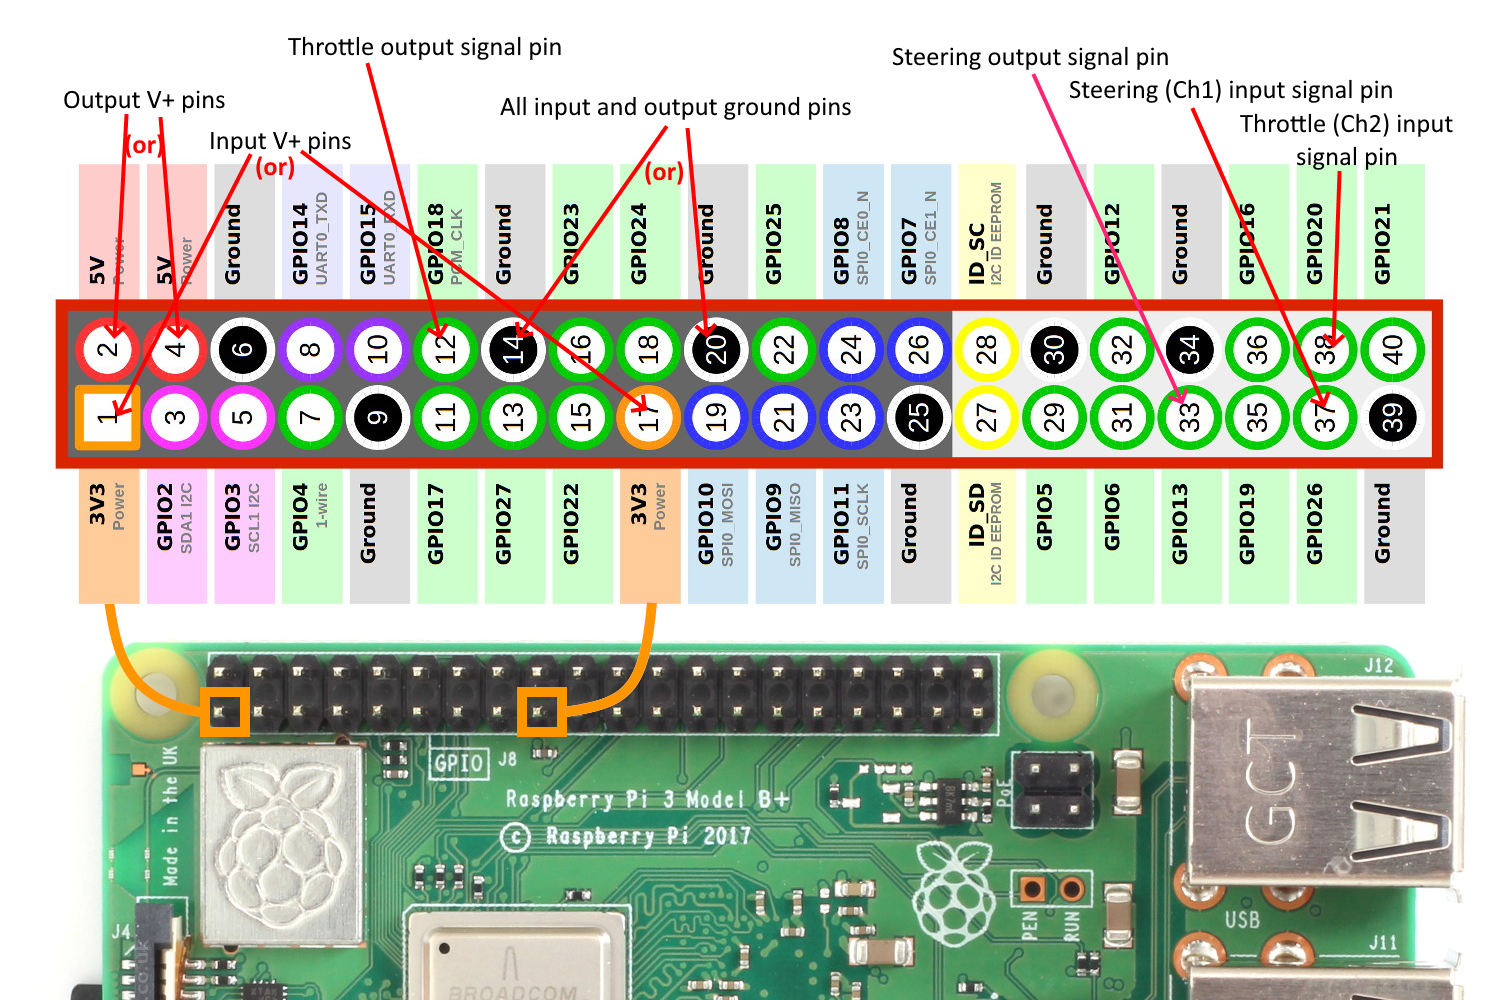 Throttle output signal pin
Steering output signal pin
Output V+ pins
Steering (Ch1) input signal pin
All input and output ground pins
Throttle (Ch2) input
signal pin
(or)
Input V+ pins
(or)
(or)
5V
Power
5V
Power
Ground
GPIO14
UART0_TXD
GPIO15
UART0_RXD
GPIO18
PCM_CLK
Ground
GPIO23
GPIO24
Ground
GPIO25
GPIO8
SPI0_CE0_N
GPIO7
SPI0_CE1_N
ID_SC
I2C ID EEPROM
Ground
GPIO12
Ground
GPIO16
GPIO20
GPIO21
2 4 6 8 10 12 14 16 18 20 22 24 26 28 30 32 34 36 38 40
1 3 5 7 9 11 13 15 17 19 21 23 25 27 29 31 33 35 37 39
3V3
Power
GPIO2
SDA1 I2C
GPIO3
SCL1 I2C
GPIO4
1-wire
Ground
GPIO17
GPIO27
GPIO22
3V3
Power
GPIO10
SPI0_MOSI
GPIO9
SPI0_MISO
GPIO11
SPI0_SCLK
Ground
ID_SD
I2C ID EEPROM
GPIO5
GPIO6
GPIO13
GPIO19
GPIO26
Ground
J12
GPIO
J8
Made in the UK
Raspberry Pi 3 Model B+
© Raspberry Pi 2017
PoE
GCT
J4
PEN
RUN
USB
J11
BROADCOM